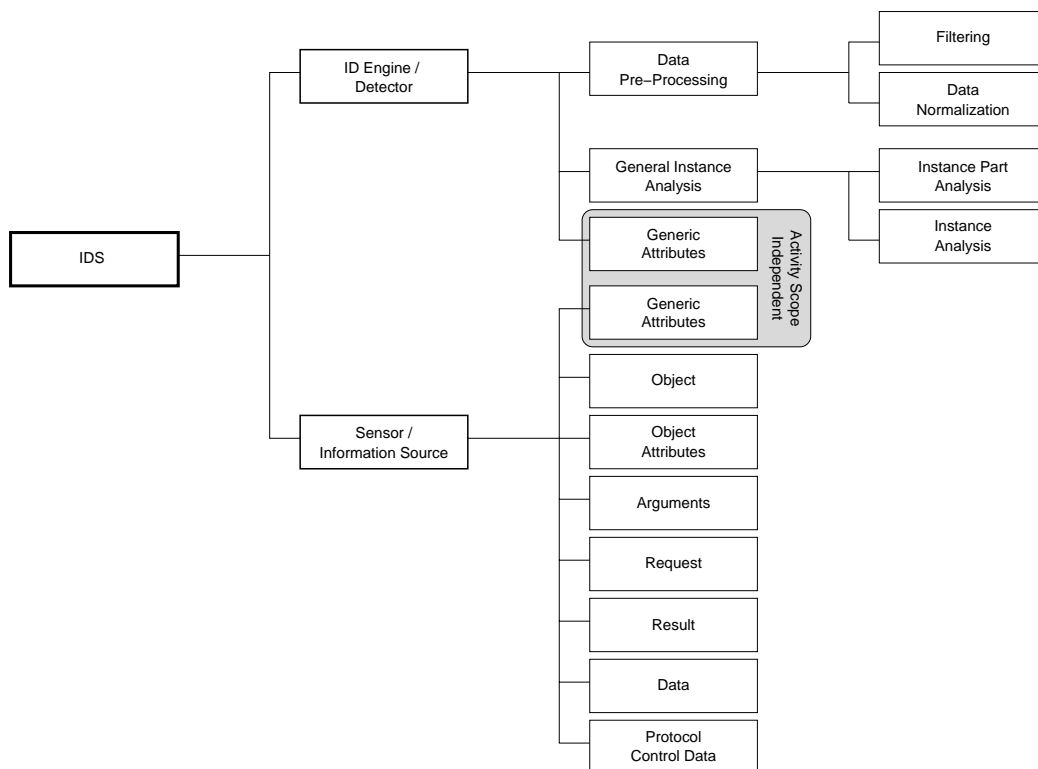 IDS
ID Engine /
Detector
Data
Pre−Processing
Filtering
Data
Normalization
General Instance
Analysis
Instance Part
Analysis
Instance
Analysis
Generic
Attributes
Activity Scope
Independent
Generic
Attributes
Sensor /
Information Source
Object
Object
Attributes
Arguments
Request
Result
Data
Protocol
Control Data